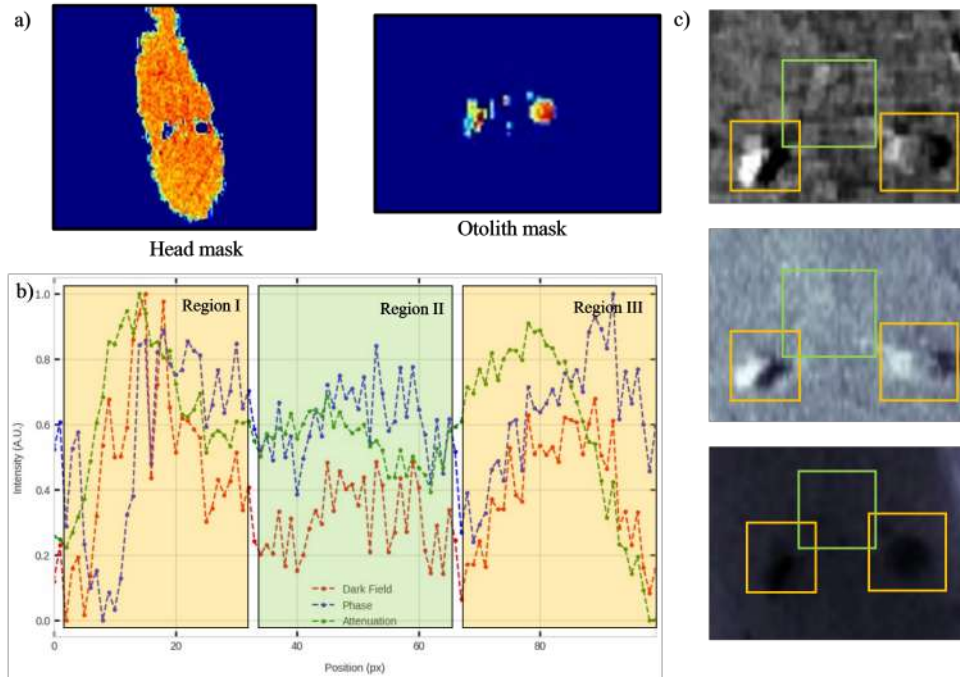 a)
c)
Head mask
Otolith mask
b)
Region I
Region II
Region III
1.0
0.8
0.6
0.4
0.2
0.0
Intensity (A.U.)
Dark Field
Phase
Attenuation
0
20
40
60
80
Position (px)